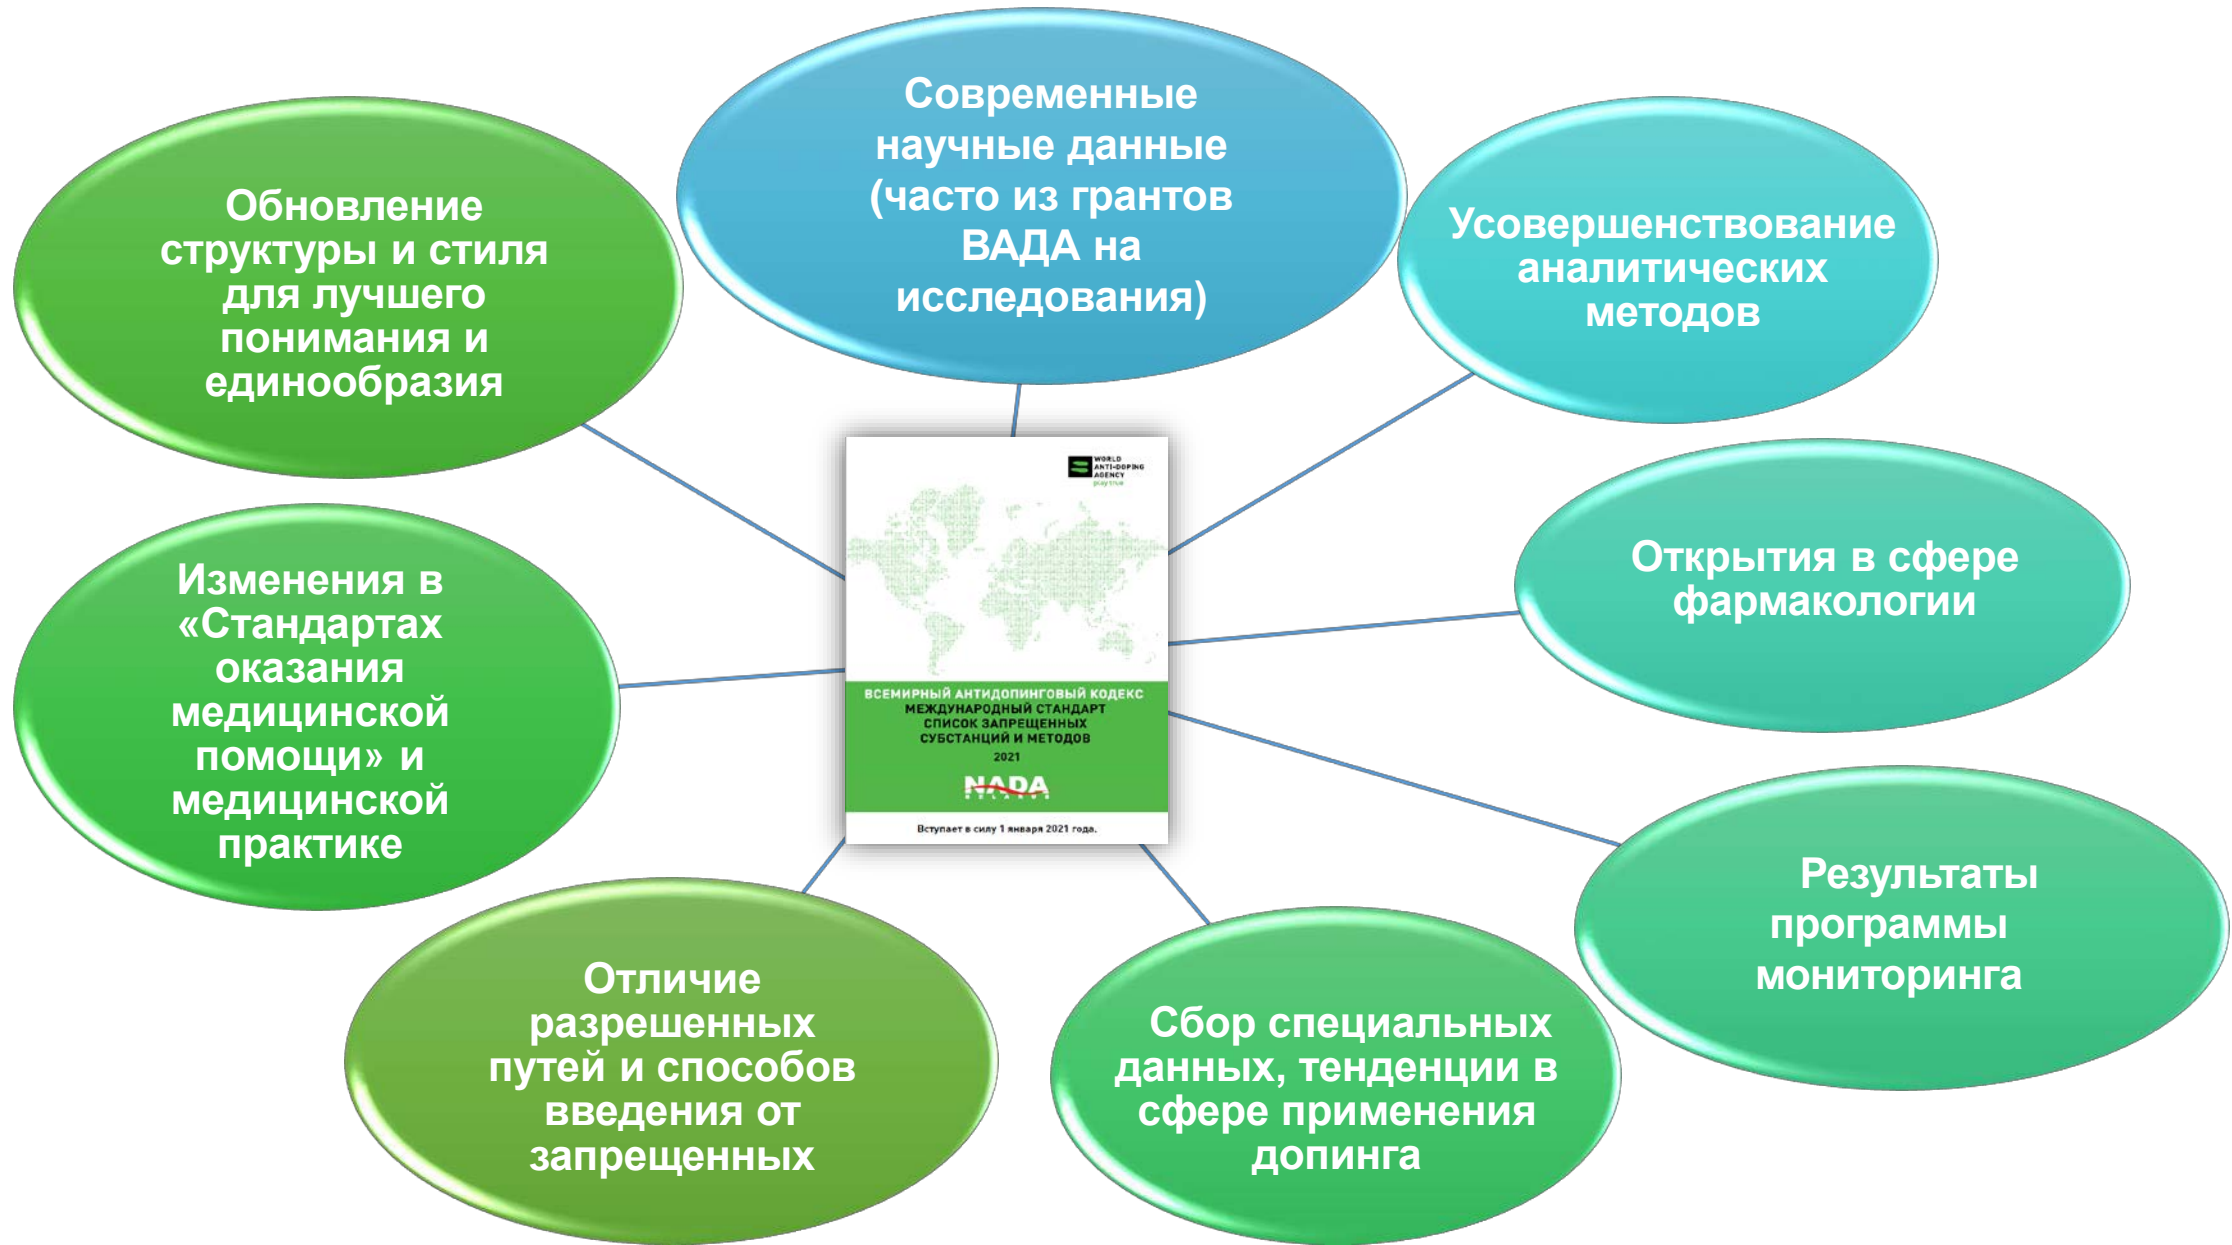 Современные
научные данные
(часто из грантов
ВАДА на
исследования)
Усовершенствование
аналитических
методов
Открытия в сфере
фармакологии
Результаты
программы
мониторинга
Сбор специальных
данных, тенденции в
сфере применения
допинга
Отличие
разрешенных
путей и способов
введения от
запрещенных
Изменения в
«Стандартах
оказания
медицинской
помощи» и
медицинской
практике
Обновление
структуры и стиля
для лучшего
понимания и
единообразия
WORLD
ANTI-DOPING
AGENCY
play true
ВСЕМИРНЫЙ АНТИДОПИНГОВЫЙ КОДЕКС
МЕЖДУНАРОДНЫЙ СТАНДАРТ
СПИСОК ЗАПРЕЩЕННЫХ
СУБСТАНЦИЙ И МЕТОДОВ
2021
NADA
BELARUS
Вступает в силу 1 января 2021 года.